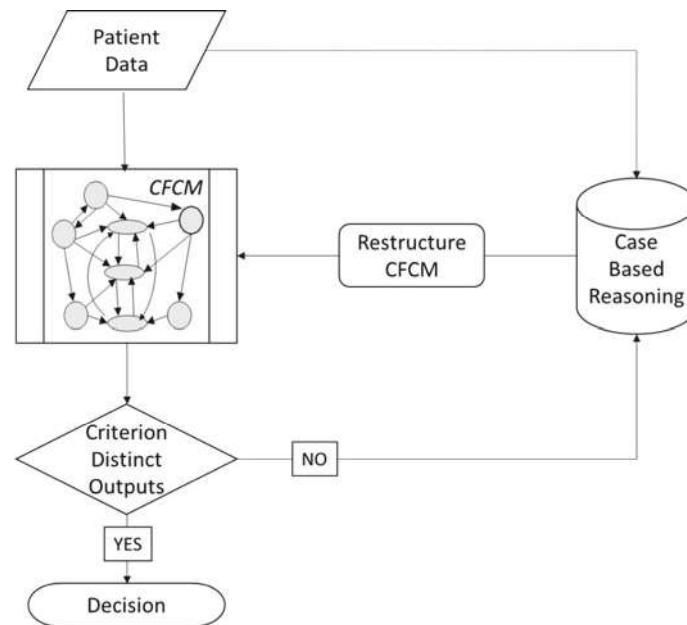 Patient
Data
CFCM
Restructure
CFCM
Case
Based
Reasoning
Criterion
Distinct
Outputs
NO
YES
Decision